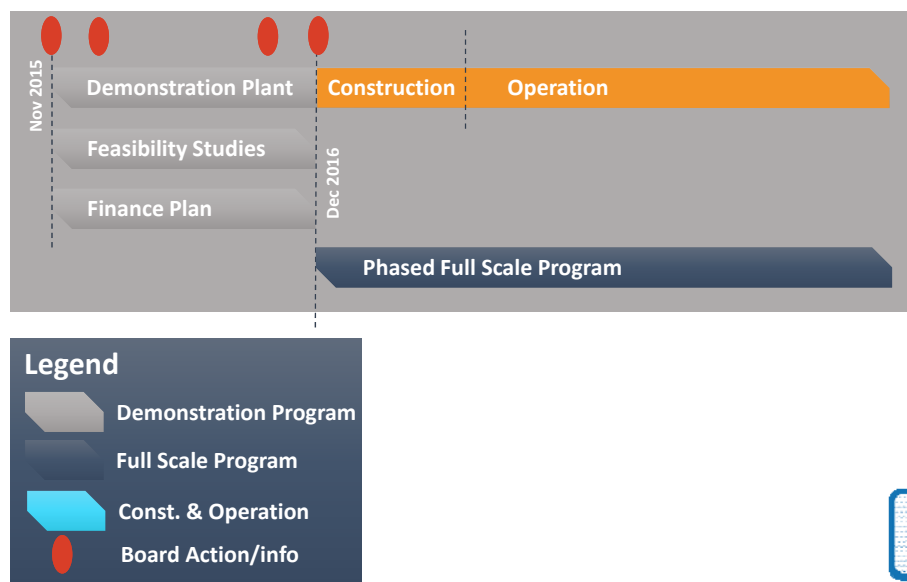 Nov 2015
Demonstration Plant
Construction
Operation
Feasibility Studies
Finance Plan
Dec 2016
Phased Full Scale Program
Legend
Demonstration Program
Full Scale Program
Const. & Operation
Board Action/info